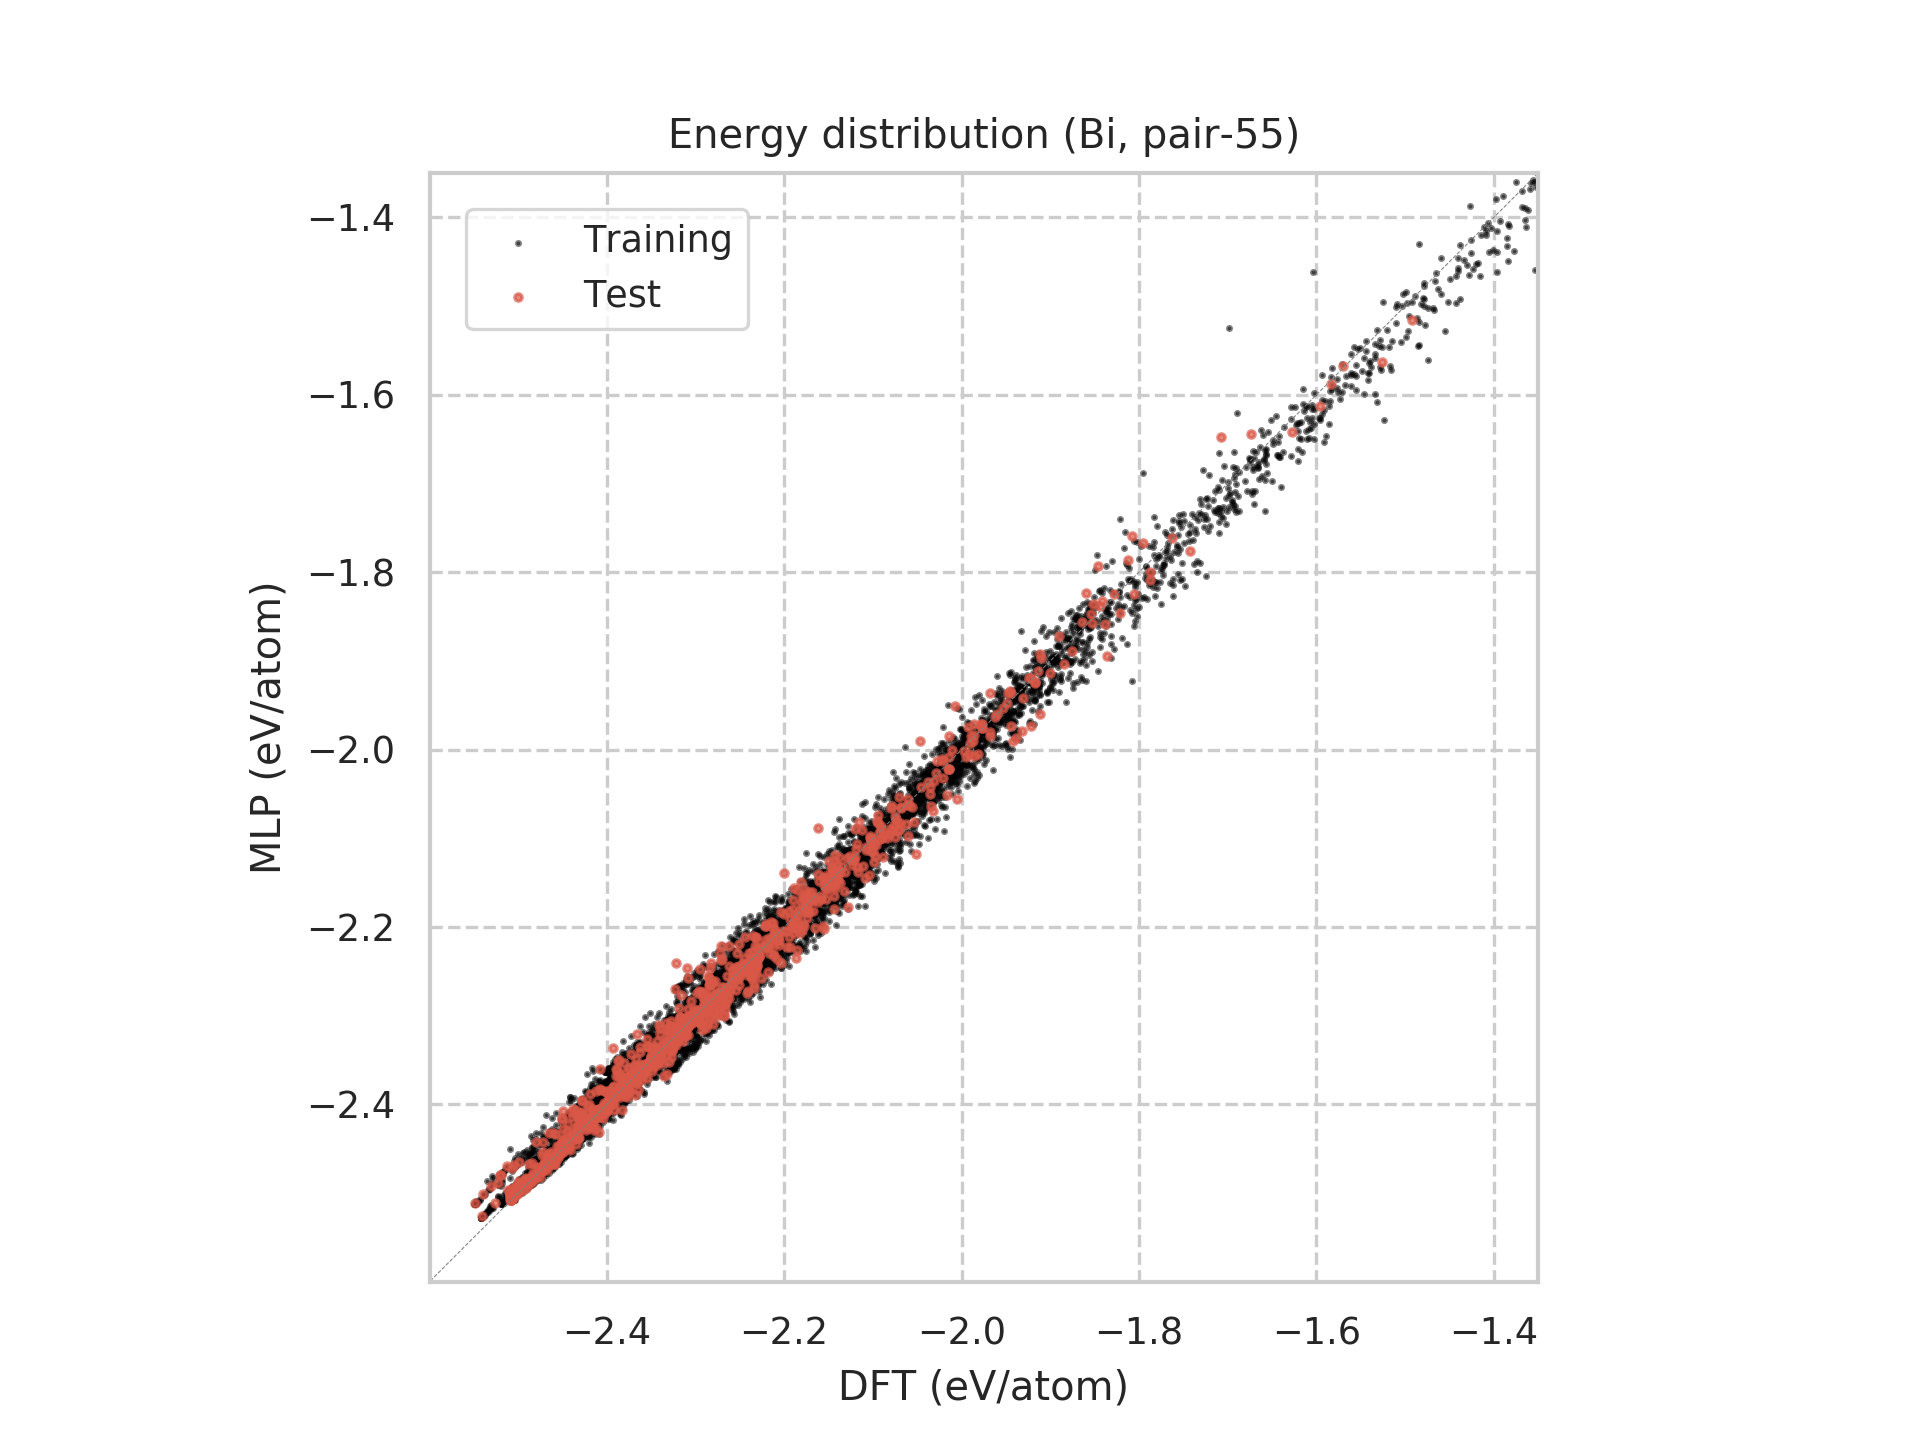 Energy distribution (Bi, pair-55)
Training
Test
−1.4
−1.6
−1.8
−2.0
−2.2
−2.4
MLP (eV/atom)
−2.4 −2.2 −2.0 −1.8 −1.6 −1.4
DFT (eV/atom)